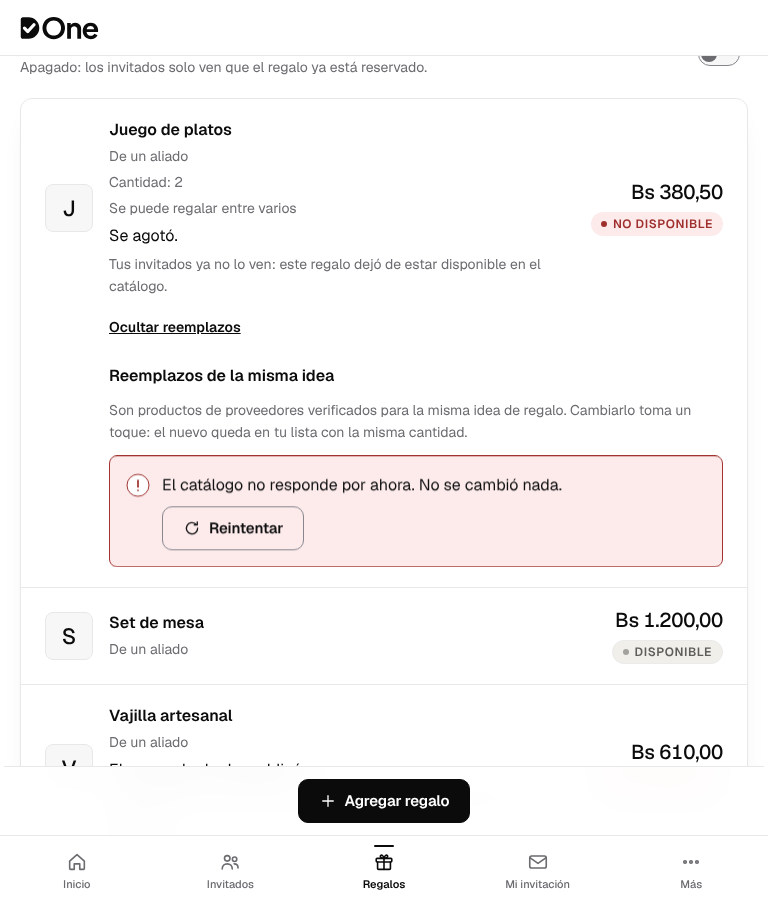 One
Apagado: los invitados solo ven que el regalo ya está reservado.
Juego de platos
De un aliado
Cantidad: 2
Se puede regalar entre varios
Se agotó.
Tus invitados ya no lo ven: este regalo dejó de estar disponible en el
catálogo.
J
Bs 380,50
NO DISPONIBLE
Ocultar reemplazos
Reemplazos de la misma idea
Son productos de proveedores verificados para la misma idea de regalo. Cambiarlo toma un
toque: el nuevo queda en tu lista con la misma cantidad.
El catálogo no responde por ahora. No se cambió nada.
Reintentar
S
Set de mesa
De un aliado
Bs 1.200,00
DISPONIBLE
Vajilla artesanal
De un aliado
V
Bs 610,00
Agregar regalo
Inicio
Invitados
Regalos
Mi invitación
Más